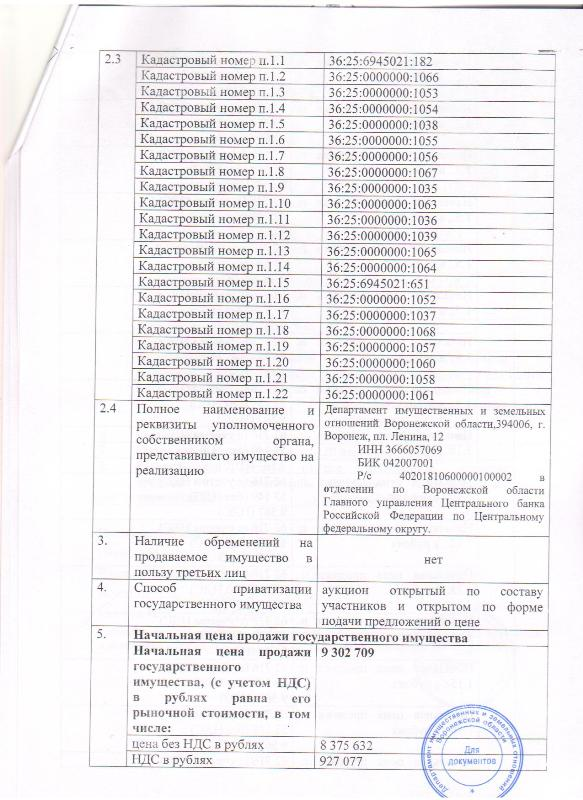 2.3 Кадастровый номер п.1.1 36:25:6945021:182
Кадастровый номер п.1.2 36:25:0000000:1066
Кадастровый номер п.1.3 36:25:0000000:1053
Кадастровый номер п.1.4 36:25:0000000:1054
Кадастровый номер п.1.5 36:25:0000000:1038
Кадастровый номер п.1.6 36:25:0000000:1055
Кадастровый номер п.1.7 36:25:0000000:1056
Кадастровый номер п.1.8 36:25:0000000:1067
Кадастровый номер п.1.9 36:25:0000000:1035
Кадастровый номер п.1.10 36:25:0000000:1063
Кадастровый номер п.1.11 36:25:0000000:1036
Кадастровый номер п.1.12 36:25:0000000:1039
Кадастровый номер п.1.13 36:25:0000000:1065
Кадастровый номер п.1.14 36:25:0000000:1064
Кадастровый номер п.1.15 36:25:6945021:651
Кадастровый номер п.1.16 36:25:0000000:1052
Кадастровый номер п.1.17 36:25:0000000:1037
Кадастровый номер п.1.18 36:25:0000000:1068
Кадастровый номер п.1.19 36:25:0000000:1057
Кадастровый номер п.1.20 36:25:0000000:1060
Кадастровый номер п.1.21 36:25:0000000:1058
Кадастровый номер п.1.22 36:25:0000000:1061
2.4 Полное наименование и
реквизиты уполномоченного
собственником органа,
представившего имущество на
реализацию
Департамент имущественных и земельных
отношений Воронежской области,394006, г.
Воронеж, пл. Ленина, 12
ИНН 3666057069
БИК 042007001
Р/с 40201810600000100002 в
отделении по Воронежской области
Главного управления Центрального банка
Российской Федерации по Центральному
федеральному округу.
3. Наличие обременений на
продаваемое имущество в
пользу третьих лиц
нет
4. Способ приватизации
государственного имущества
аукцион открытый по составу
участников и открытом по форме
подачи предложений о цене
5. Начальная цена продажи государственного имущества
Начальная цена продажи
государственного
имущества, (с учетом НДС)
в рублях равна его
рыночной стоимости, в том
числе:
9 302 709
цена без НДС в рублях 8 375 632
НДС в рублях 927 077
Департамент имущественных и земельных отношений
Воронежской области
Для
документов